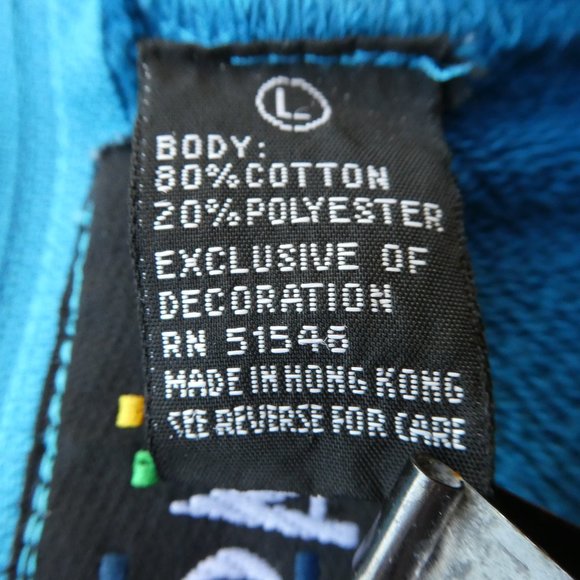 L
BODY:
80% COTTON
20% POLYESTER
EXCLUSIVE OF
DECORATION
RN 51546
MADE IN HONG KONG
SEE REVERSE FOR CARE